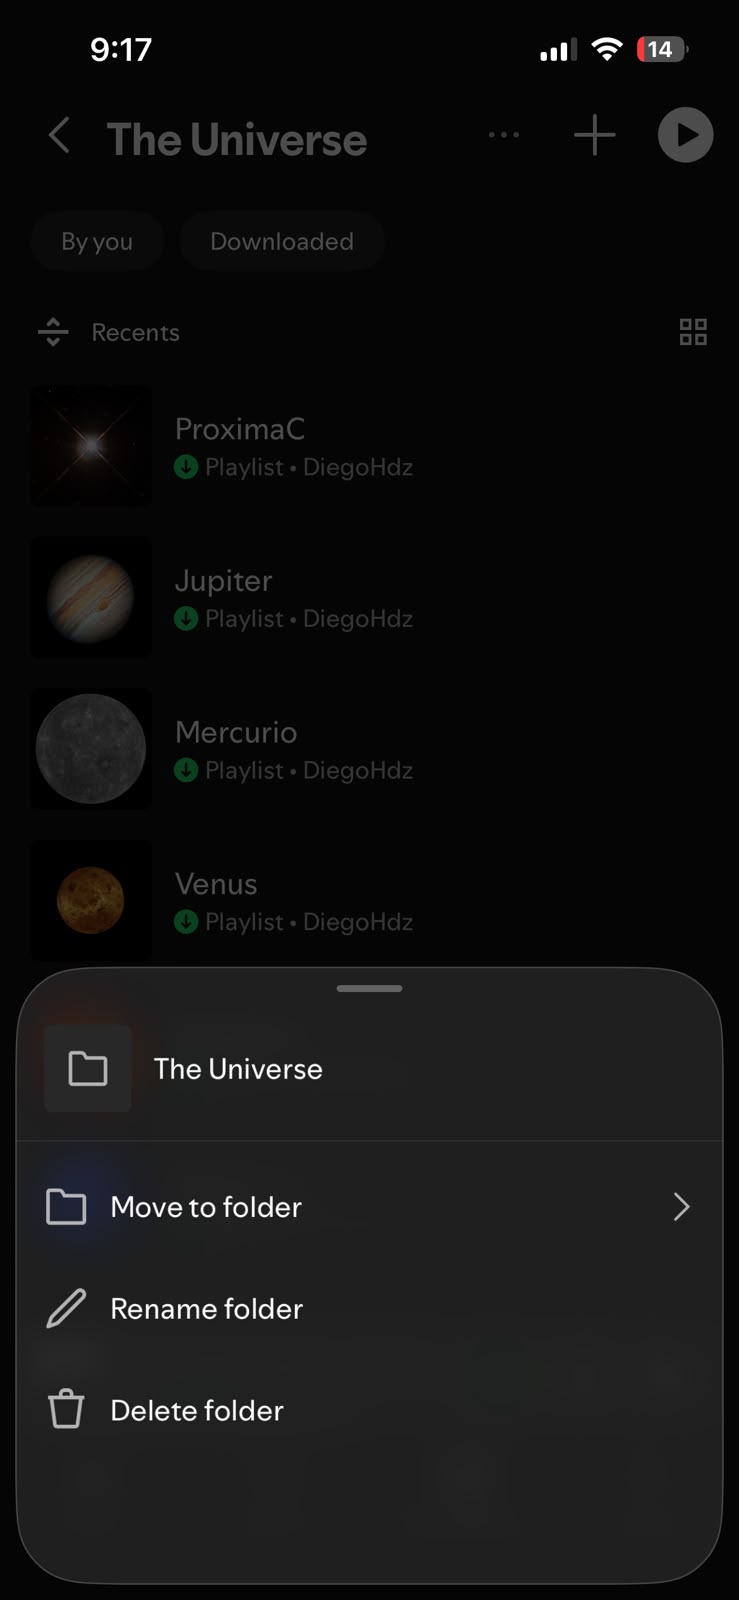 9:17
14
The Universe
By you
Downloaded
Recents
ProximaC
Playlist • DiegoHdz
Jupiter
Playlist • DiegoHdz
Mercurio
Playlist • DiegoHdz
Venus
Playlist • DiegoHdz
The Universe
Move to folder
Rename folder
Delete folder